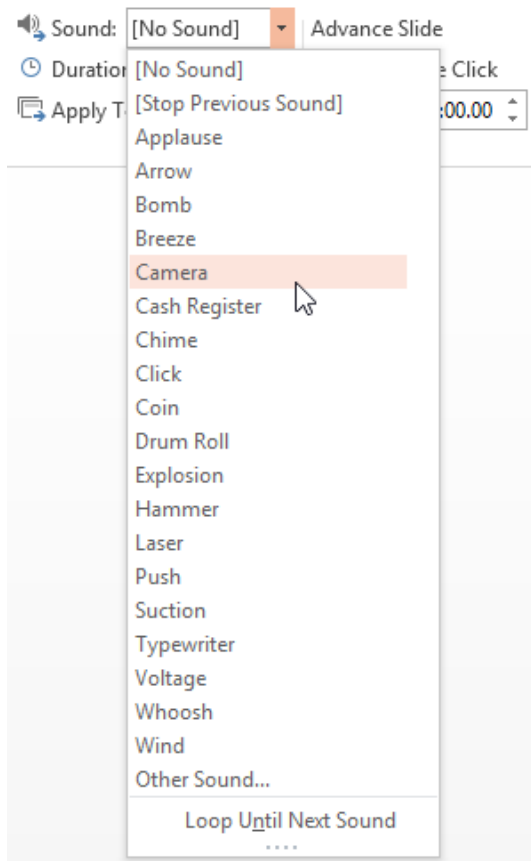 Sound: [No Sound] Advance Slide
Duration [No Sound] e Click
Apply T [Stop Previous Sound] :00.00
Applause
Arrow
Bomb
Breeze
Camera
Cash Register
Chime
Click
Coin
Drum Roll
Explosion
Hammer
Laser
Push
Suction
Typewriter
Voltage
Whoosh
Wind
Other Sound...
Loop Until Next Sound